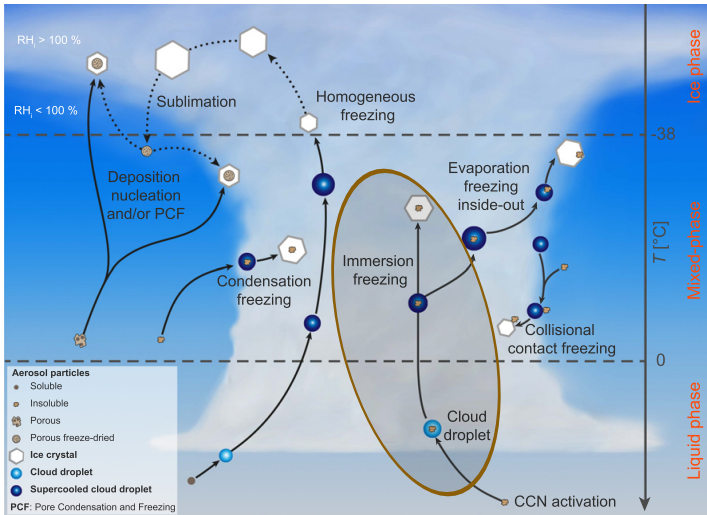 RHi > 100 %
RHi < 100 %
Sublimation
Homogeneous
freezing
Deposition
nucleation
and/or PCF
Evaporation
freezing
inside-out
Immersion
freezing
Condensation
freezing
Collisional
contact freezing
Cloud
droplet
CCN activation
-38
0
T [°C]
Ice phase
Mixed-phase
Liquid phase
Aerosol particles
Soluble
Insoluble
Porous
Porous freeze-dried
Ice crystal
Cloud droplet
Supercooled cloud droplet
PCF: Pore Condensation and Freezing